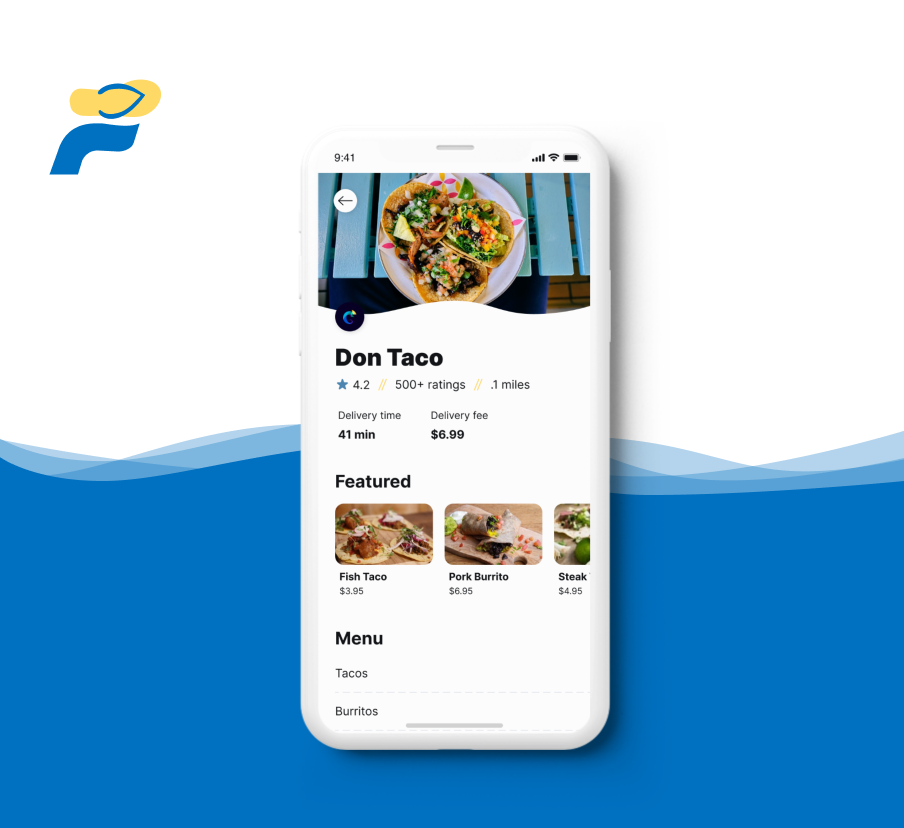 9:41
Don Taco
4.2 // 500+ ratings // .1 miles
Delivery time Delivery fee
41 min $6.99
Featured
Fish Taco Pork Burrito Steak
$3.95 $6.95 $4.95
Menu
Tacos
Burritos